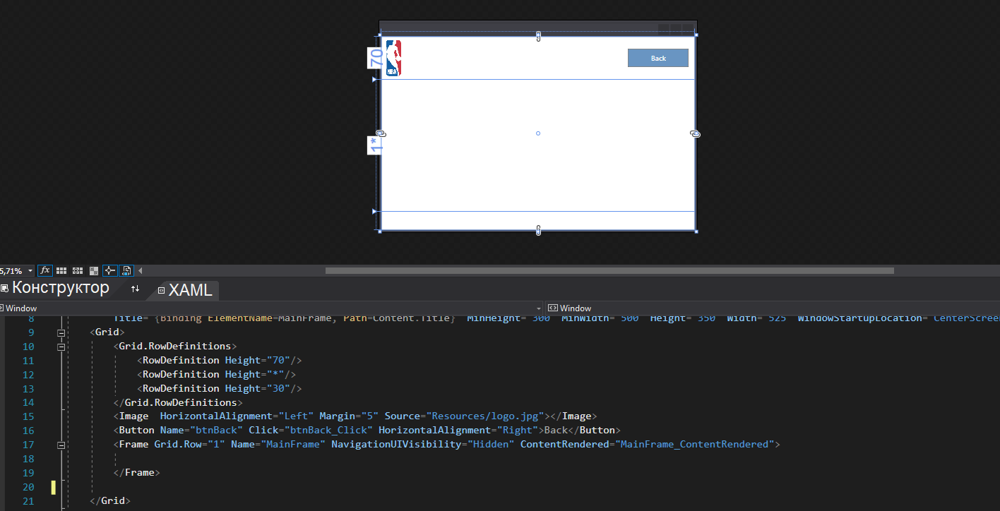 70
NBA
Back
1*
5,71%
fx
Конструктор
XAML
Window
Window
8 Title="{Binding ElementName=MainFrame, Path=Content.Title}" MinHeight="300" MinWidth="500" Height="350" Width="525" WindowStartupLocation="CenterScreen
9 <Grid>
10 <Grid.RowDefinitions>
11 <RowDefinition Height="70"/>
12 <RowDefinition Height="*"/>
13 <RowDefinition Height="30"/>
14 </Grid.RowDefinitions>
15 <Image  HorizontalAlignment="Left" Margin="5" Source="Resources/logo.jpg"></Image>
16 <Button Name="btnBack" Click="btnBack_Click" HorizontalAlignment="Right">Back</Button>
17 <Frame Grid.Row="1" Name="MainFrame" NavigationUIVisibility="Hidden" ContentRendered="MainFrame_ContentRendered">
18
19 </Frame>
20
21 </Grid>